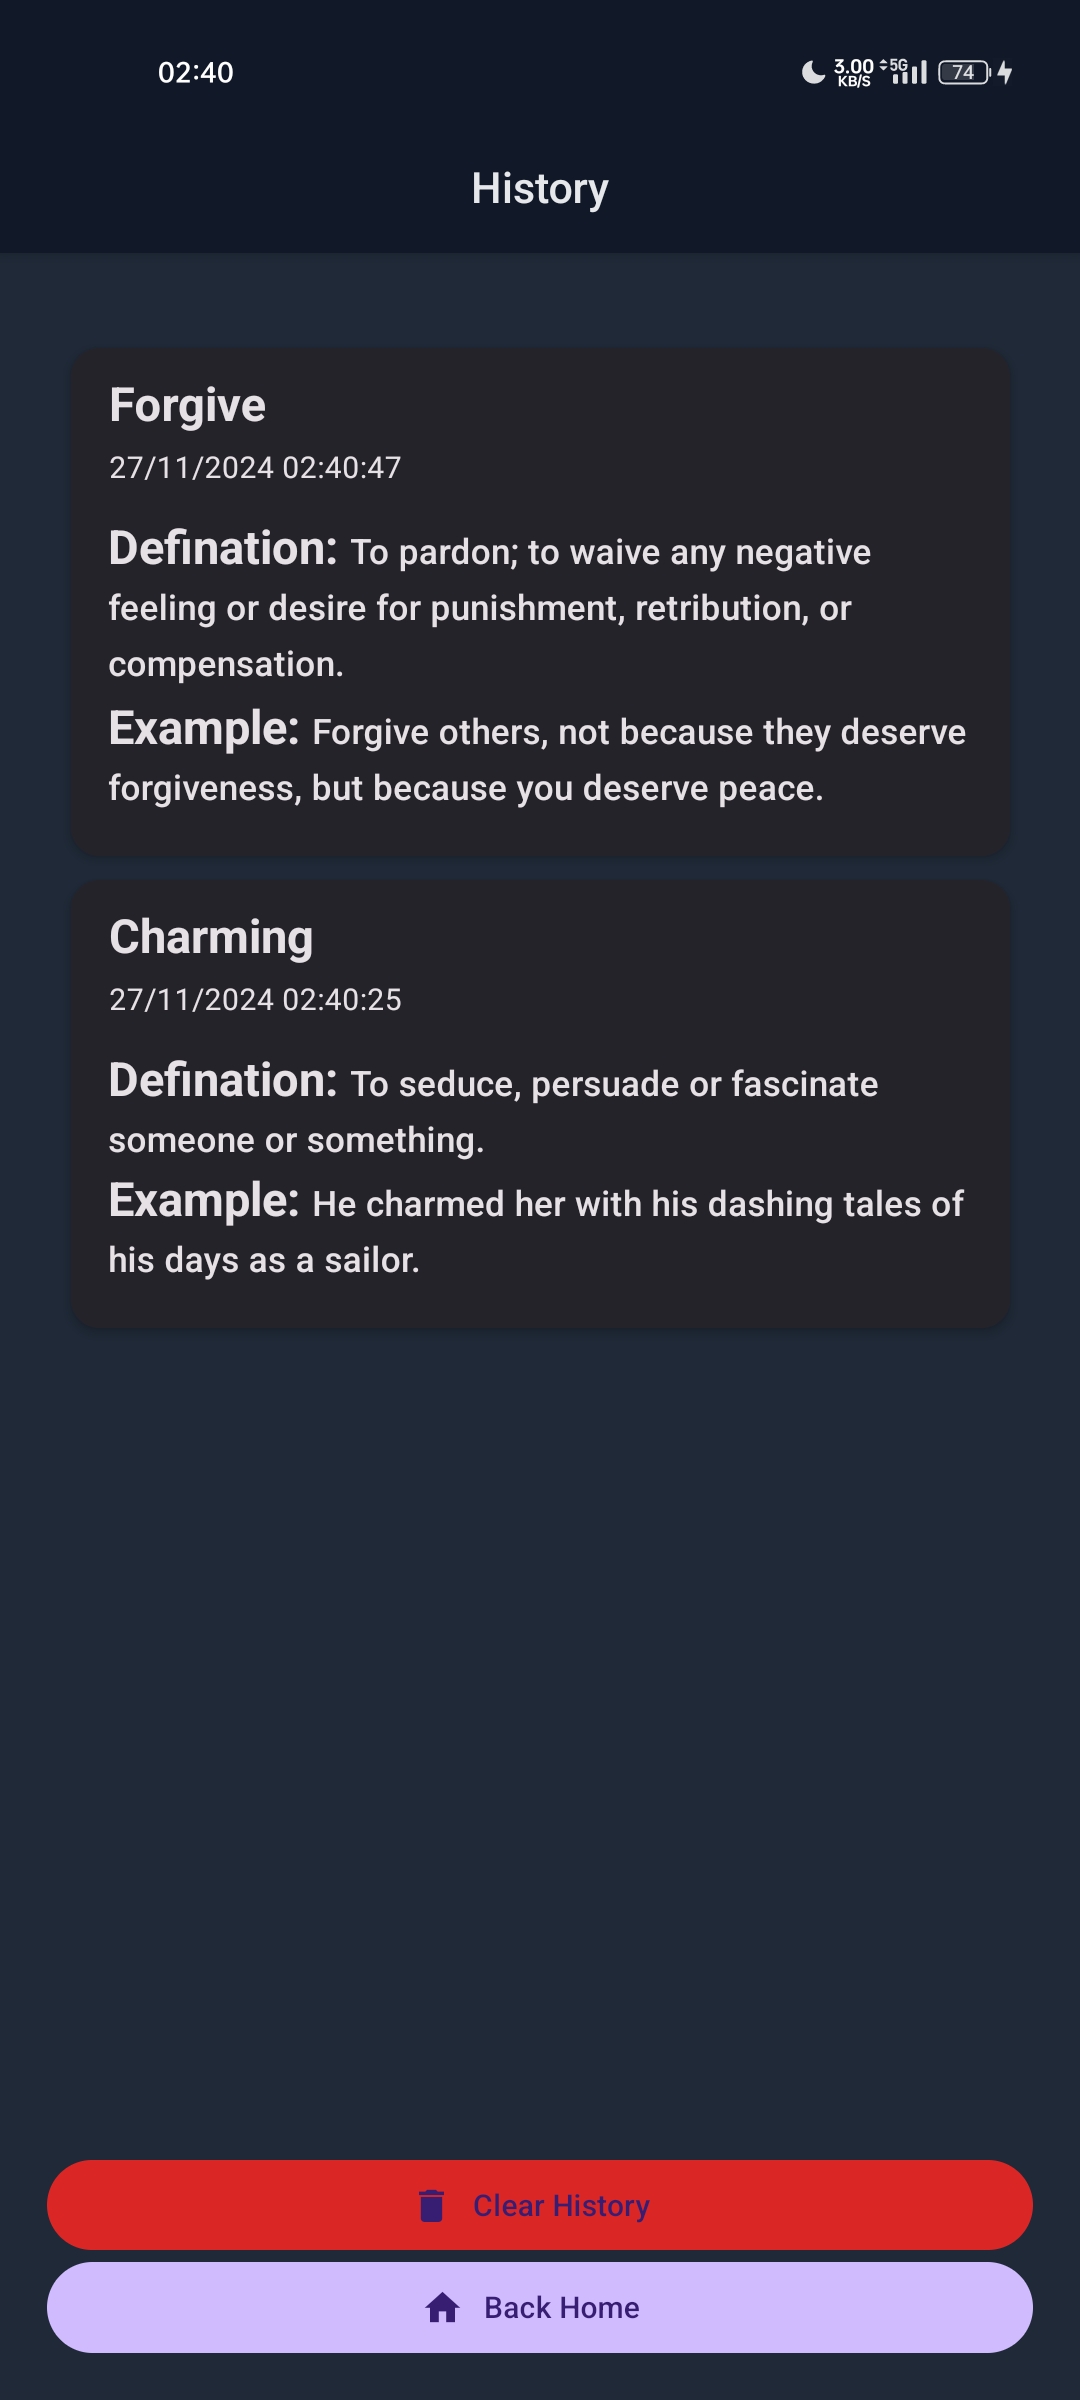 02:40
3.00 KB/S 5G 74
History
Forgive
27/11/2024 02:40:47
Defination: To pardon; to waive any negative
feeling or desire for punishment, retribution, or
compensation.
Example: Forgive others, not because they deserve
forgiveness, but because you deserve peace.
Charming
27/11/2024 02:40:25
Defination: To seduce, persuade or fascinate
someone or something.
Example: He charmed her with his dashing tales of
his days as a sailor.
Clear History
Back Home